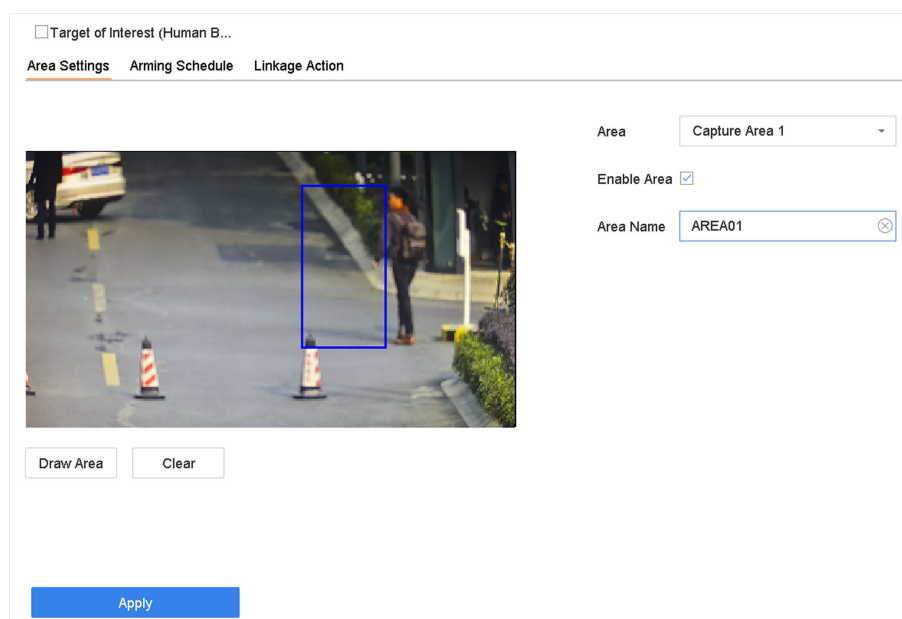 Target of Interest (Human B...
Area Settings Arming Schedule Linkage Action
Area Capture Area 1
Enable Area
Area Name AREA01
Draw Area Clear
Apply